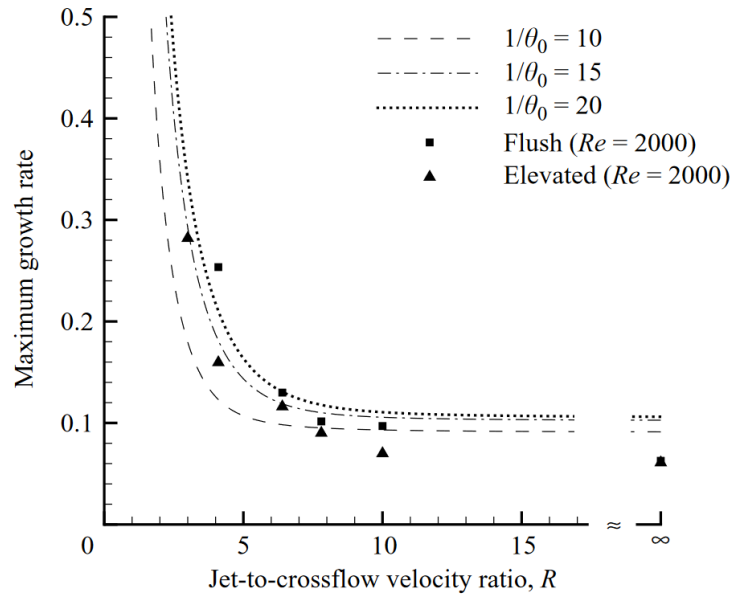 0.5
0.4
0.3
0.2
0.1
0
5
10
15
≈
∞
Maximum growth rate
Jet-to-crossflow velocity ratio, R
1/θ0 = 10
1/θ0 = 15
1/θ0 = 20
Flush (Re = 2000)
Elevated (Re = 2000)